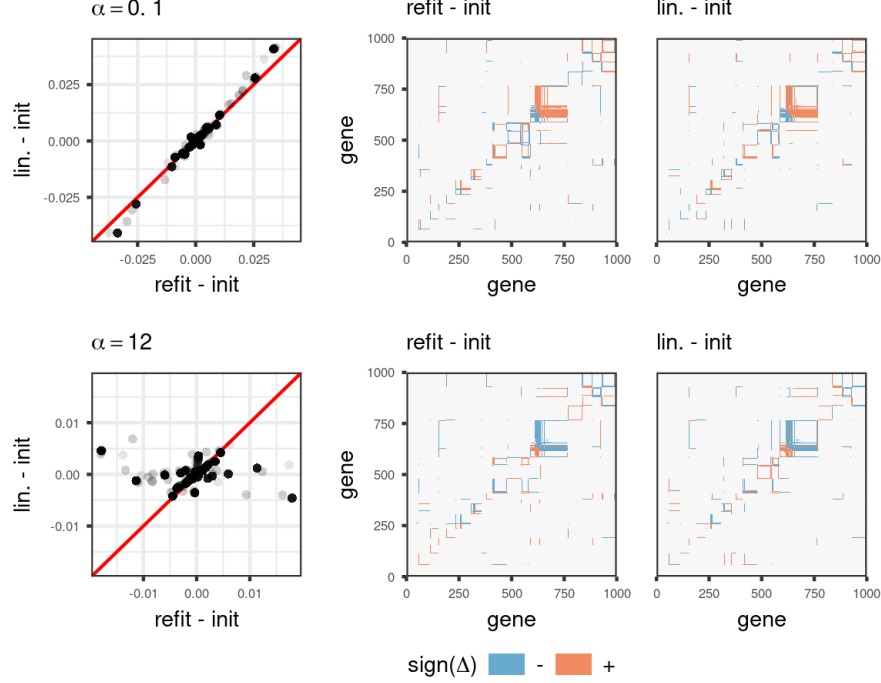 α = 0. 1
refit - init
lin. - init
0.025
0.000
-0.025
lin. - init
-0.025 0.000 0.025
refit - init
1000
750
500
250
0
gene
0 250 500 750 1000
gene
0 250 500 750 1000
gene
α = 12
refit - init
lin. - init
0.01
0.00
-0.01
lin. - init
-0.01 0.00 0.01
refit - init
1000
750
500
250
0
gene
0 250 500 750 1000
gene
0 250 500 750 1000
gene
sign(Δ) - +